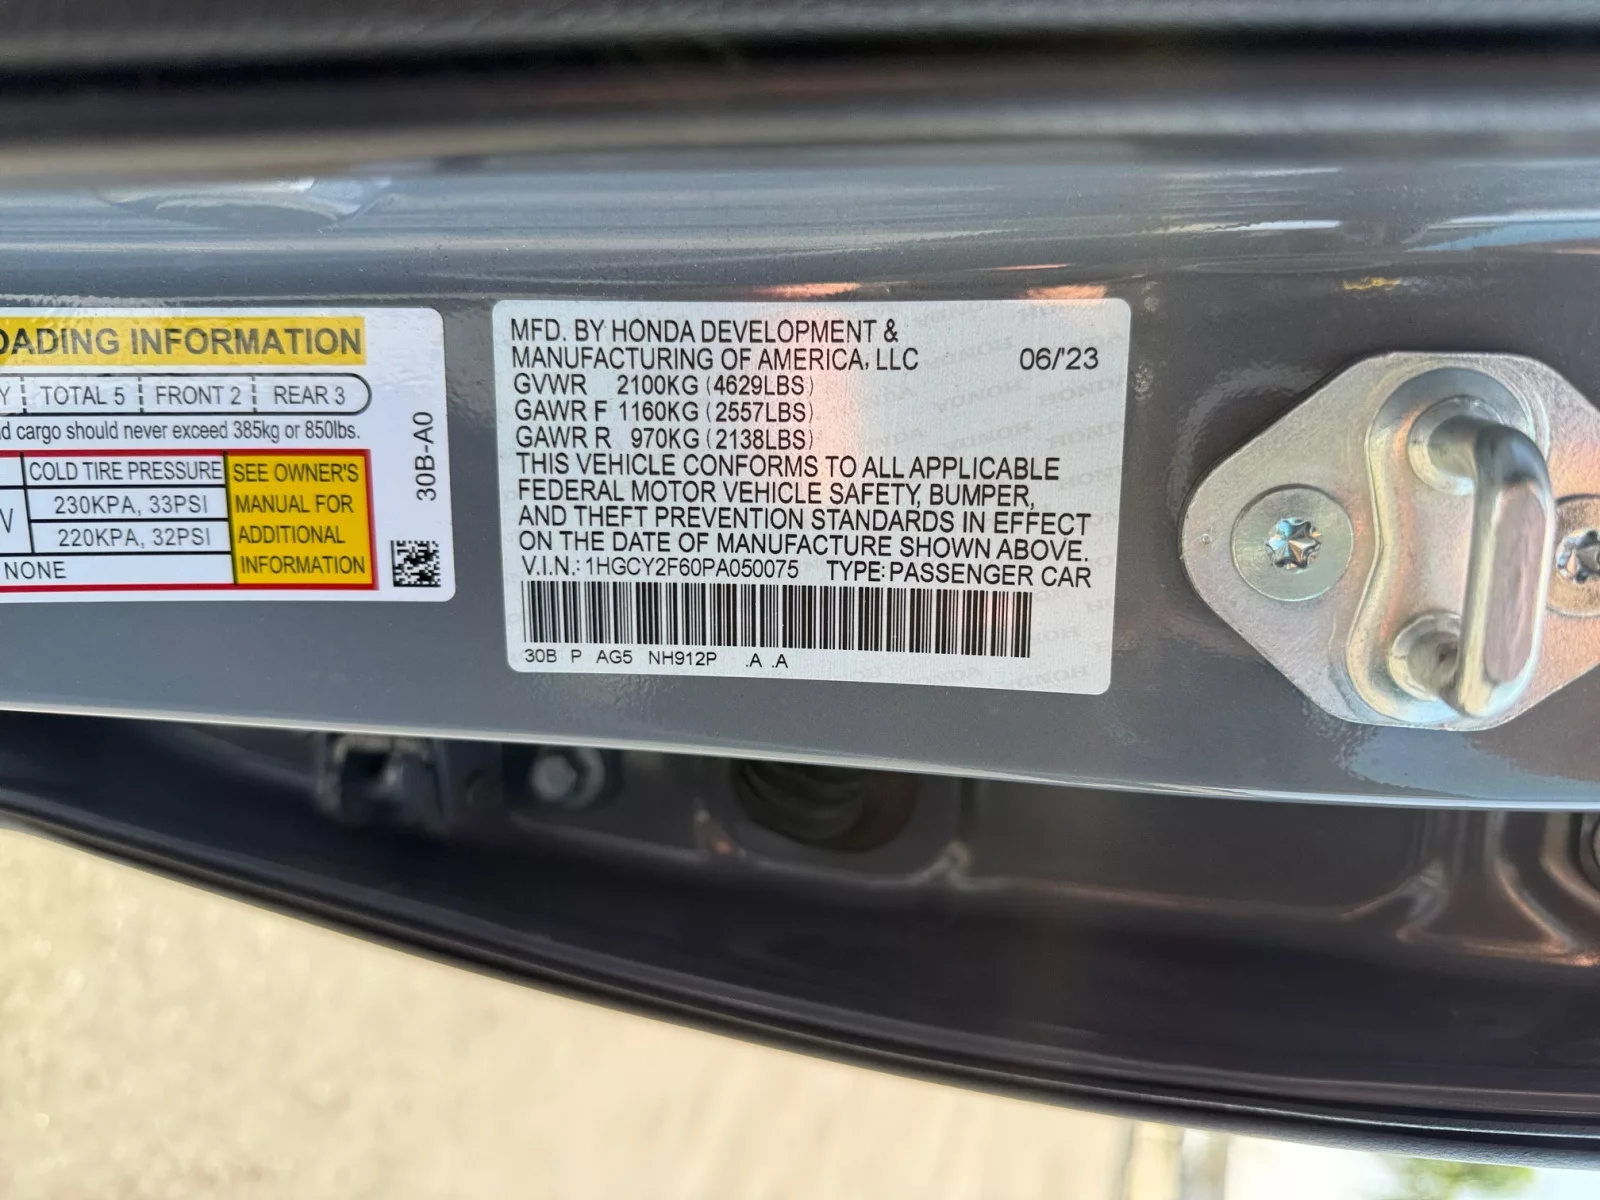 OADING INFORMATION
Y TOTAL 5 FRONT 2 REAR 3
nd cargo should never exceed 385kg or 850lbs.
COLD TIRE PRESSURE
230KPA, 33PSI
V
220KPA, 32PSI
NONE
SEE OWNER'S
MANUAL FOR
ADDITIONAL
INFORMATION
30B-A0
MFD. BY HONDA DEVELOPMENT &
MANUFACTURING OF AMERICA, LLC 06/'23
GVWR 2100KG (4629LBS)
GAWR F 1160KG (2557LBS)
GAWR R 970KG (2138LBS)
THIS VEHICLE CONFORMS TO ALL APPLICABLE
FEDERAL MOTOR VEHICLE SAFETY, BUMPER,
AND THEFT PREVENTION STANDARDS IN EFFECT
ON THE DATE OF MANUFACTURE SHOWN ABOVE.
V.I.N.: 1HGCY2F60PA050075 TYPE: PASSENGER CAR
30B P AG5 NH912P .A .A
HONDA